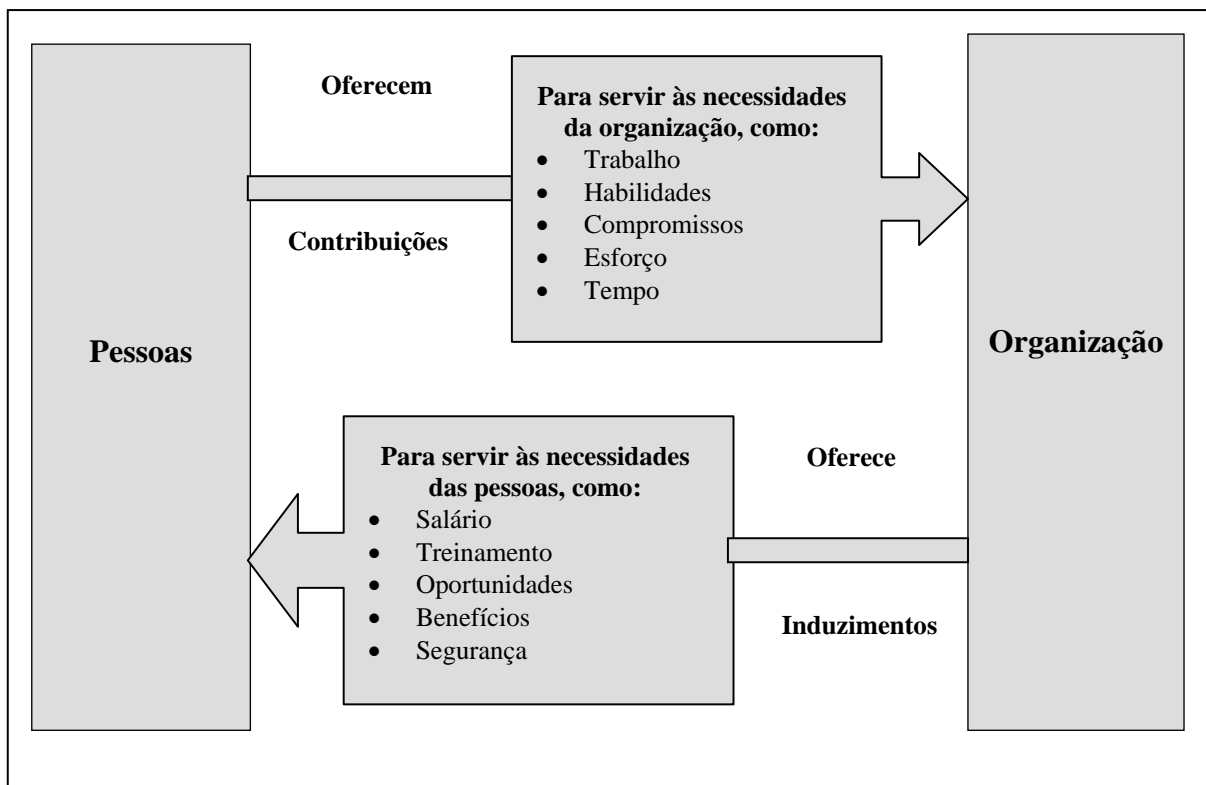 Pessoas
Oferecem
Contribuições
Para servir às necessidades
da organização, como:
• Trabalho
• Habilidades
• Compromissos
• Esforço
• Tempo
Organização
Oferece
Induzimentos
Para servir às necessidades
das pessoas, como:
• Salário
• Treinamento
• Oportunidades
• Benefícios
• Segurança